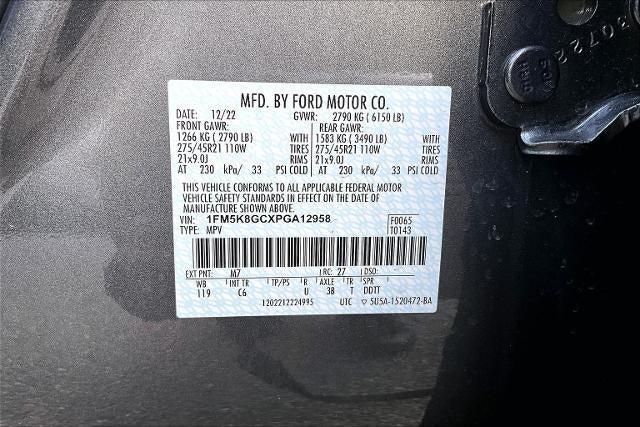 MFD. BY FORD MOTOR CO.
DATE: 12/22 GVWR: 2790 KG ( 6150 LB)
FRONT GAWR: REAR GAWR:
1266 KG ( 2790 LB) WITH 1583 KG ( 3490 LB) WITH
275/45R21 110W TIRES 275/45R21 110W TIRES
21x9.0J RIMS 21x9.0J RIMS
AT 230 kPa/ 33 PSI COLD AT 230 kPa/ 33 PSI COLD
THIS VEHICLE CONFORMS TO ALL APPLICABLE FEDERAL MOTOR
VEHICLE SAFETY STANDARDS IN EFFECT ON THE DATE OF
MANUFACTURE SHOWN ABOVE.
VIN: 1FM5K8GCXPGA12958 F0065
TYPE: MPV T0143
EXT PNT: M7 RC: 27 DSO:
WB INT TR TP/PS R AXLE TR SPR
119 C6 U 38 T DDTT
1202212224995 UTC 5U5A-1520472-BA